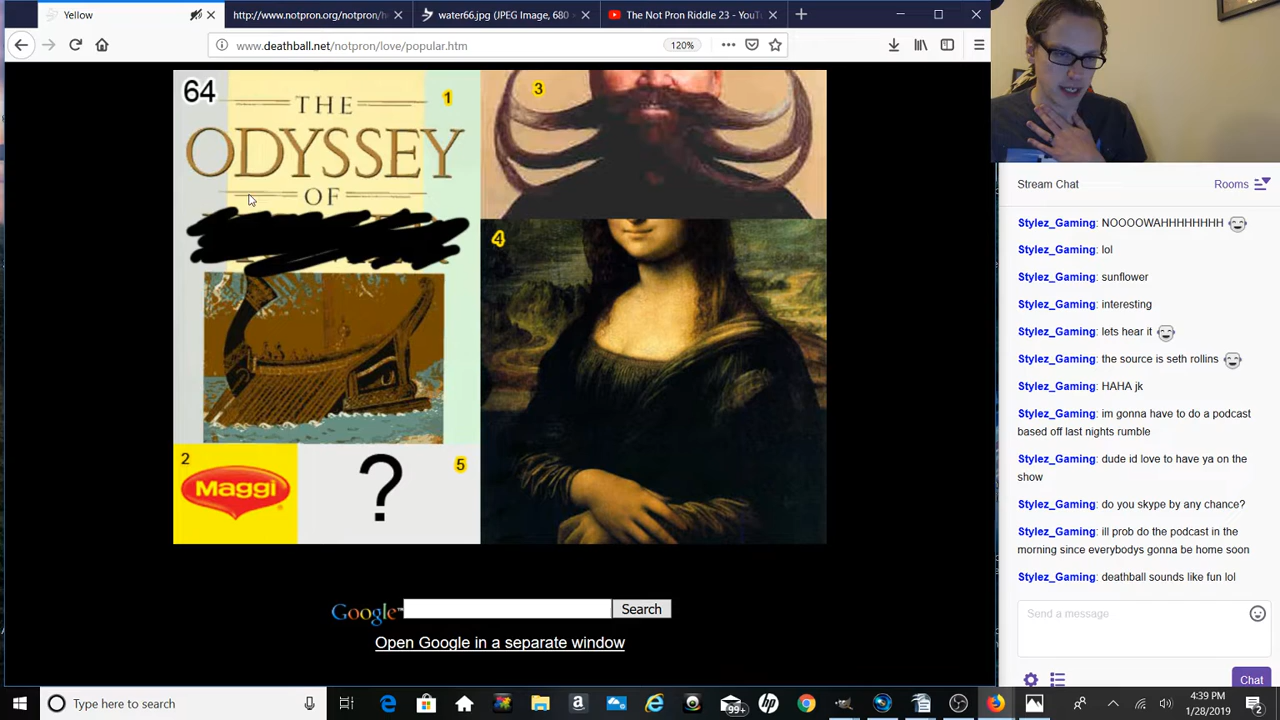 Yellow
http://www.notpron.org/notpron/h
water66.jpg (JPEG Image, 680
The Not Pron Riddle 23 - YouT
www.deathball.net/notpron/love/popular.htm
120%
64
1
THE
ODYSSEY
OF
3
4
2
Maggi
5
?
Google
Search
Open Google in a separate window
Stream Chat
Rooms
Stylez_Gaming: NOOOOWAHHHHHHHH
Stylez_Gaming: lol
Stylez_Gaming: sunflower
Stylez_Gaming: interesting
Stylez_Gaming: lets hear it
Stylez_Gaming: the source is seth rollins
Stylez_Gaming: HAHA jk
Stylez_Gaming: im gonna have to do a podcast
based off last nights rumble
Stylez_Gaming: dude id love to have ya on the
show
Stylez_Gaming: do you skype by any chance?
Stylez_Gaming: ill prob do the podcast in the
morning since everybodys gonna be home soon
Stylez_Gaming: deathball sounds like fun lol
Send a message
Chat
Type here to search
99+
4:39 PM
1/28/2019
2